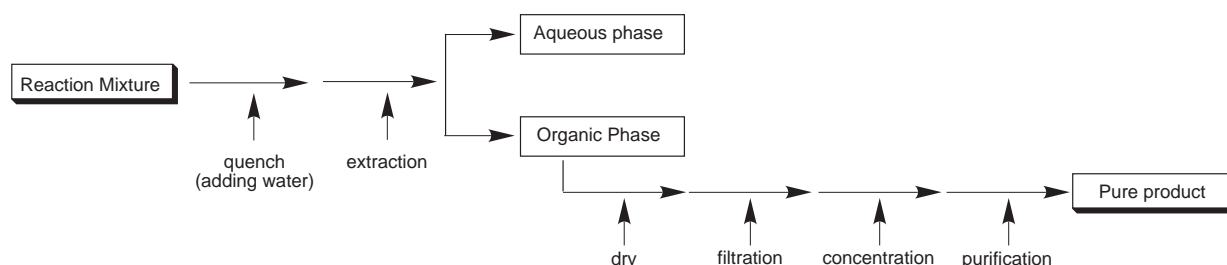 Aqueous phase
Reaction Mixture
Organic Phase
quench
(adding water)
extraction
Pure product
dry
filtration
concentration
purification